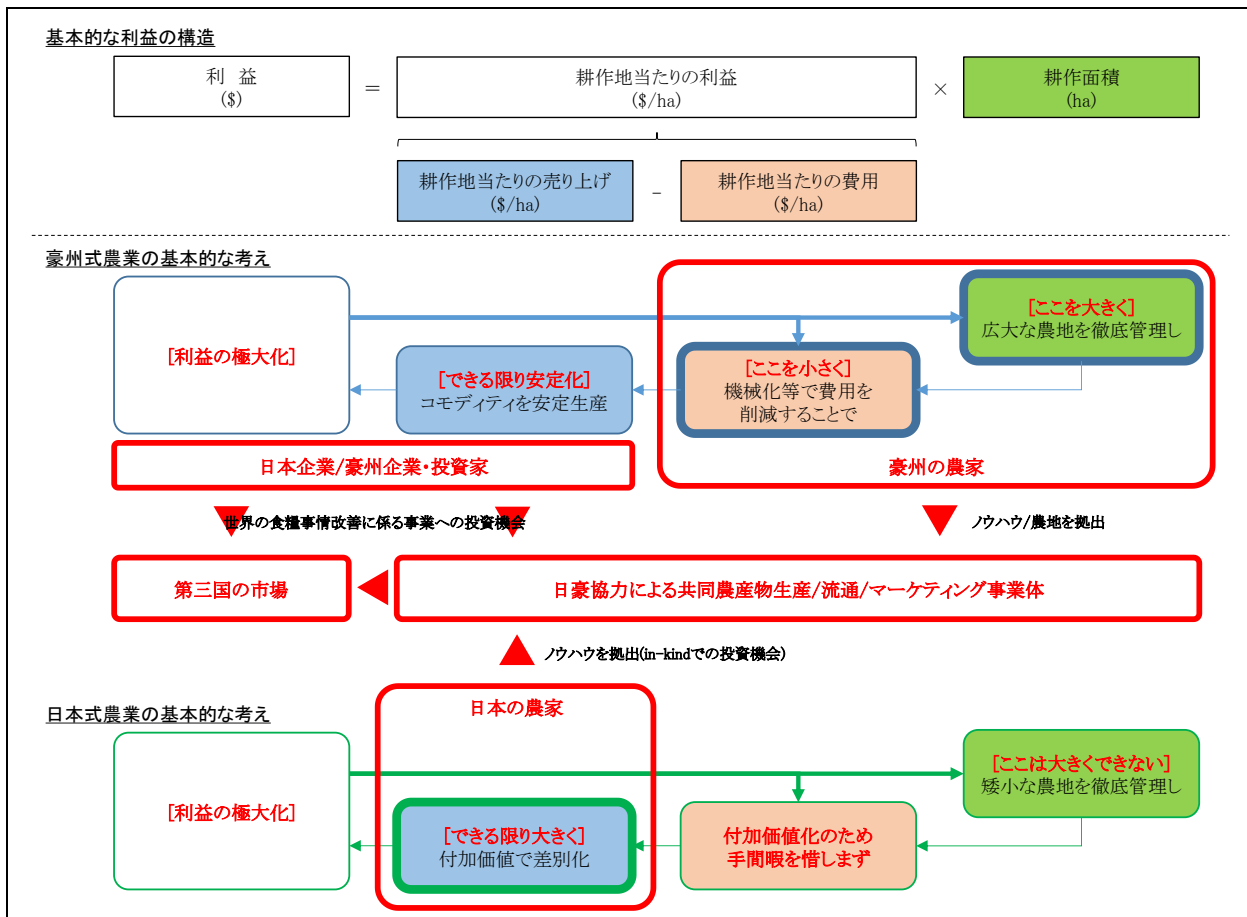 基本的な利益の構造
利 益
($)
=
耕作地当たりの利益
($/ha)
×
耕作面積
(ha)
耕作地当たりの売り上げ
($/ha)
-
耕作地当たりの費用
($/ha)
豪州式農業の基本的な考え
[利益の極大化]
[できる限り安定化]
コモディティを安定生産
[ここを小さく]
機械化等で費用を
削減することで
[ここを大きく]
広大な農地を徹底管理し
日本企業/豪州企業・投資家
豪州の農家
世界の食糧事情改善に係る事業への投資機会
ノウハウ/農地を拠出
第三国の市場
日豪協力による共同農産物生産/流通/マーケティング事業体
ノウハウを拠出(in-kindでの投資機会)
日本式農業の基本的な考え
日本の農家
[利益の極大化]
[できる限り大きく]
付加価値で差別化
付加価値化のため
手間暇を惜しまず
[ここは大きくできない]
矮小な農地を徹底管理し